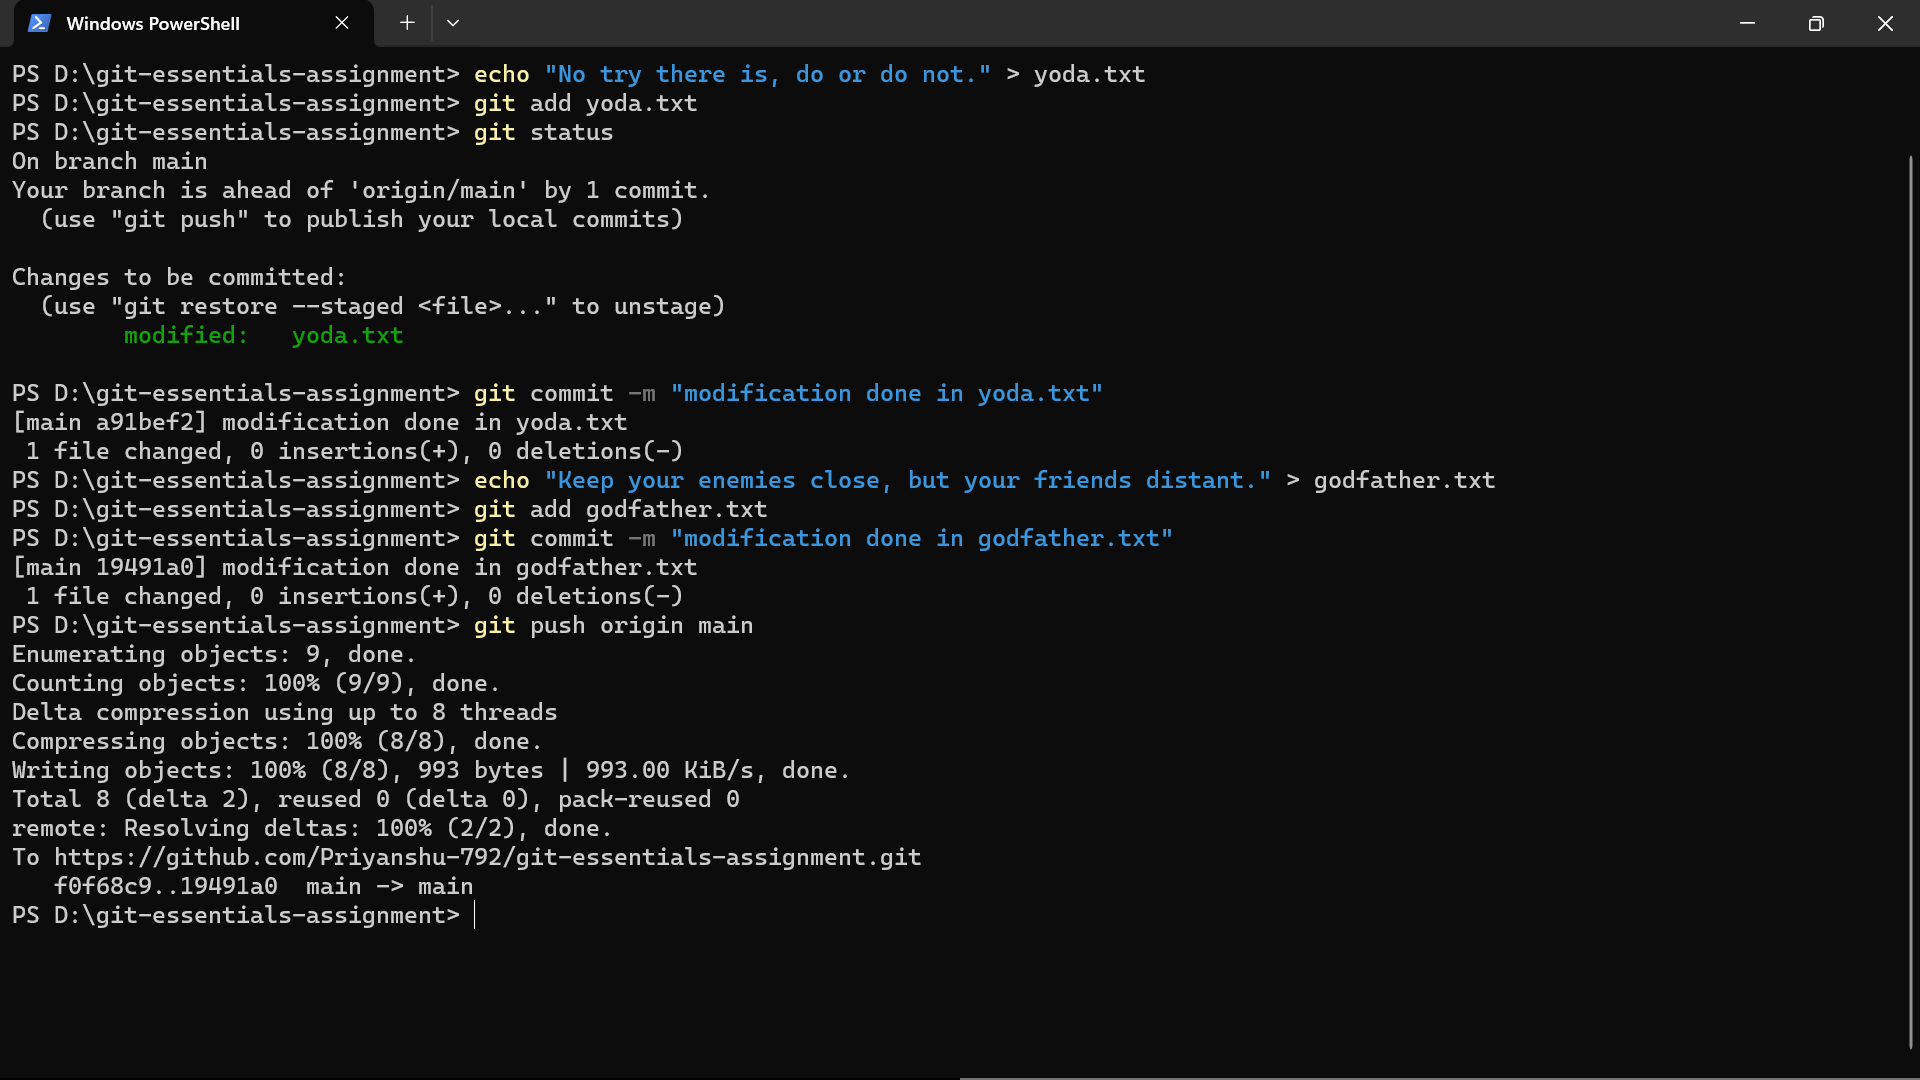 Windows PowerShell
PS D:\git-essentials-assignment> echo "No try there is, do or do not." > yoda.txt
PS D:\git-essentials-assignment> git add yoda.txt
PS D:\git-essentials-assignment> git status
On branch main
Your branch is ahead of 'origin/main' by 1 commit.
  (use "git push" to publish your local commits)

Changes to be committed:
  (use "git restore --staged <file>..." to unstage)
        modified:   yoda.txt

PS D:\git-essentials-assignment> git commit -m "modification done in yoda.txt"
[main a91bef2] modification done in yoda.txt
 1 file changed, 0 insertions(+), 0 deletions(-)
PS D:\git-essentials-assignment> echo "Keep your enemies close, but your friends distant." > godfather.txt
PS D:\git-essentials-assignment> git add godfather.txt
PS D:\git-essentials-assignment> git commit -m "modification done in godfather.txt"
[main 19491a0] modification done in godfather.txt
 1 file changed, 0 insertions(+), 0 deletions(-)
PS D:\git-essentials-assignment> git push origin main
Enumerating objects: 9, done.
Counting objects: 100% (9/9), done.
Delta compression using up to 8 threads
Compressing objects: 100% (8/8), done.
Writing objects: 100% (8/8), 993 bytes | 993.00 KiB/s, done.
Total 8 (delta 2), reused 0 (delta 0), pack-reused 0
remote: Resolving deltas: 100% (2/2), done.
To https://github.com/Priyanshu-792/git-essentials-assignment.git
   f0f68c9..19491a0  main -> main
PS D:\git-essentials-assignment>